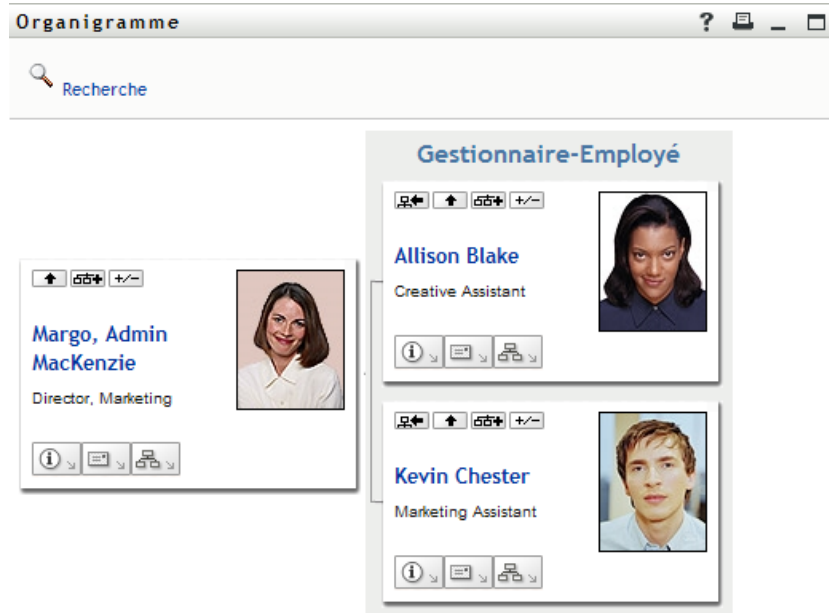 Organigramme
Recherche
Gestionnaire-Employé
Margo, Admin
MacKenzie
Director, Marketing
Allison Blake
Creative Assistant
Kevin Chester
Marketing Assistant